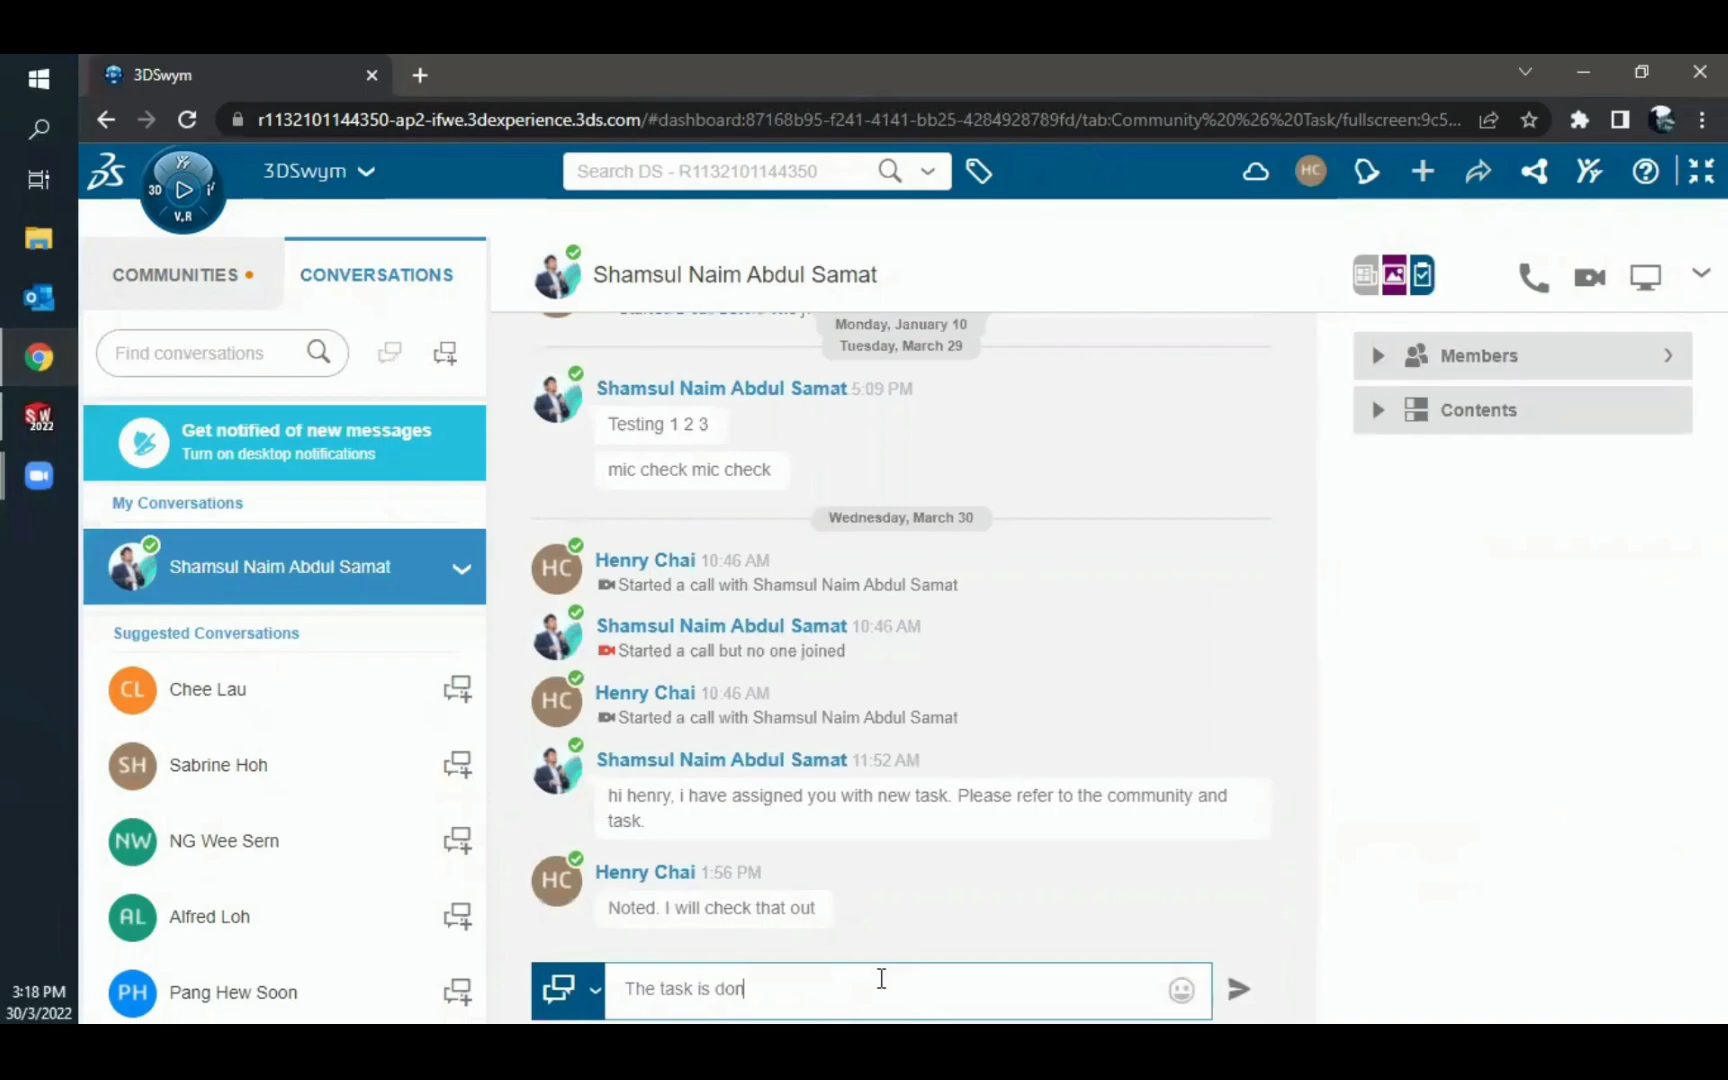 3DSwym
r1132101144350-ap2-ifwe.3dexperience.3ds.com/#dashboard:87168b95-f241-4141-bb25-4284928789fd/tab:Community%20%26%20Task/fullscreen:9c5...
3D
V.R
3DSwym
Search DS - R1132101144350
HC
COMMUNITIES
CONVERSATIONS
Find conversations
Get notified of new messages
Turn on desktop notifications
My Conversations
Shamsul Naim Abdul Samat
Suggested Conversations
CL Chee Lau
SH Sabrine Hoh
NW NG Wee Sern
AL Alfred Loh
PH Pang Hew Soon
Shamsul Naim Abdul Samat
Monday, January 10
Tuesday, March 29
Shamsul Naim Abdul Samat 5:09 PM
Testing 1 2 3
mic check mic check
Wednesday, March 30
HC Henry Chai 10:46 AM
Started a call with Shamsul Naim Abdul Samat
Shamsul Naim Abdul Samat 10:46 AM
Started a call but no one joined
HC Henry Chai 10:46 AM
Started a call with Shamsul Naim Abdul Samat
Shamsul Naim Abdul Samat 11:52 AM
hi henry, i have assigned you with new task. Please refer to the community and
task.
HC Henry Chai 1:56 PM
Noted. I will check that out
The task is don
Members
Contents
SW
2022
3:18 PM
30/3/2022